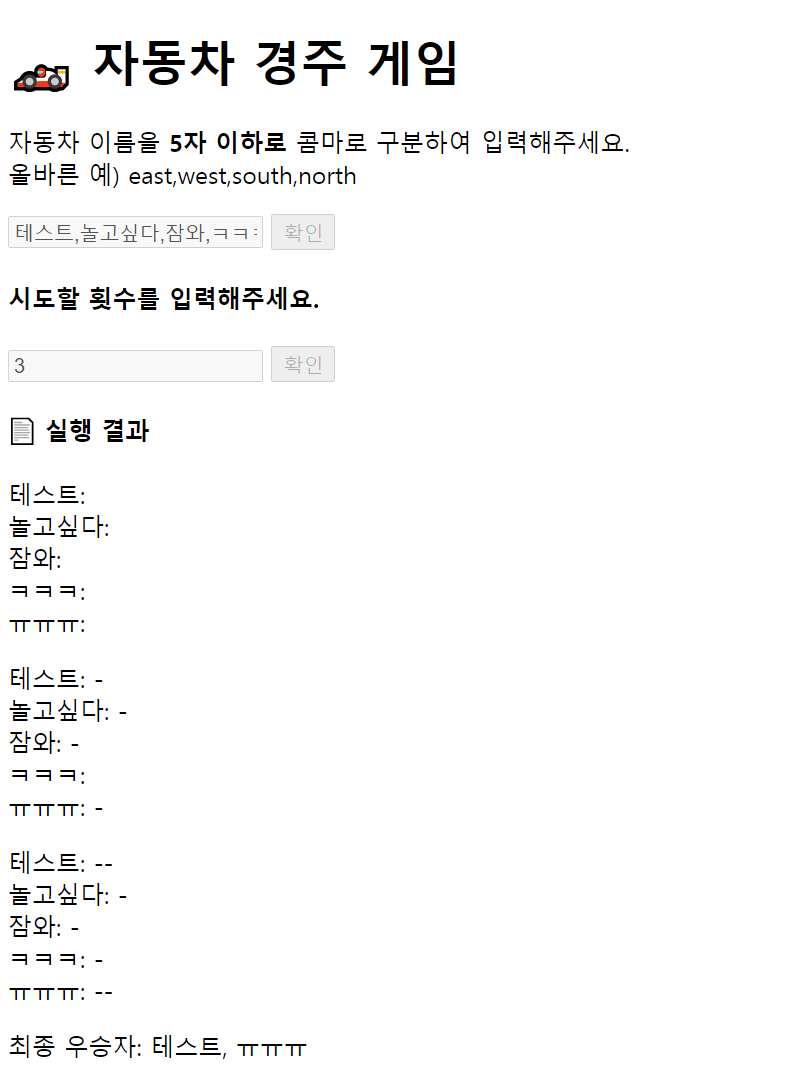 자동차 경주 게임
자동차 이름을 5자 이하로 콤마로 구분하여 입력해주세요.
올바른 예) east,west,south,north
테스트,놀고싶다,잠와,ㅋㅋ 확인
시도할 횟수를 입력해주세요.
3 확인
실행 결과
테스트:
놀고싶다:
잠와:
ㅋㅋㅋ:
ㅠㅠㅠ:
테스트: -
놀고싶다: -
잠와: -
ㅋㅋㅋ:
ㅠㅠㅠ: -
테스트: --
놀고싶다: -
잠와: -
ㅋㅋㅋ: -
ㅠㅠㅠ: --
최종 우승자: 테스트, ㅠㅠㅠ